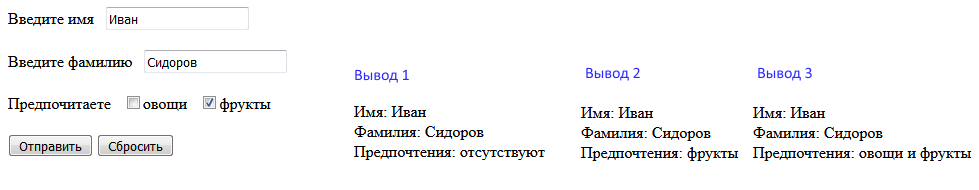 Введите имя Иван
Введите фамилию Сидоров
Предпочитаете овощи фрукты
Отправить Сбросить
Вывод 1
Имя: Иван
Фамилия: Сидоров
Предпочтения: отсутствуют
Вывод 2
Имя: Иван
Фамилия: Сидоров
Предпочтения: фрукты
Вывод 3
Имя: Иван
Фамилия: Сидоров
Предпочтения: овощи и фрукты